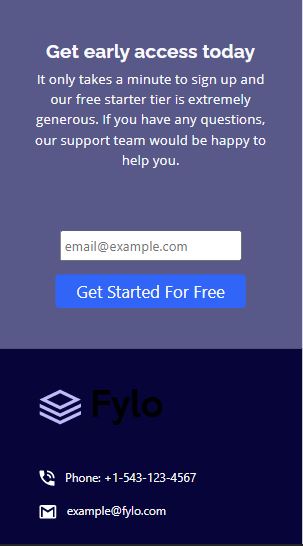 Get early access today
It only takes a minute to sign up and
our free starter tier is extremely
generous. If you have any questions,
our support team would be happy to
help you.
email@example.com
Get Started For Free
Fylo
Phone: +1-543-123-4567
example@fylo.com